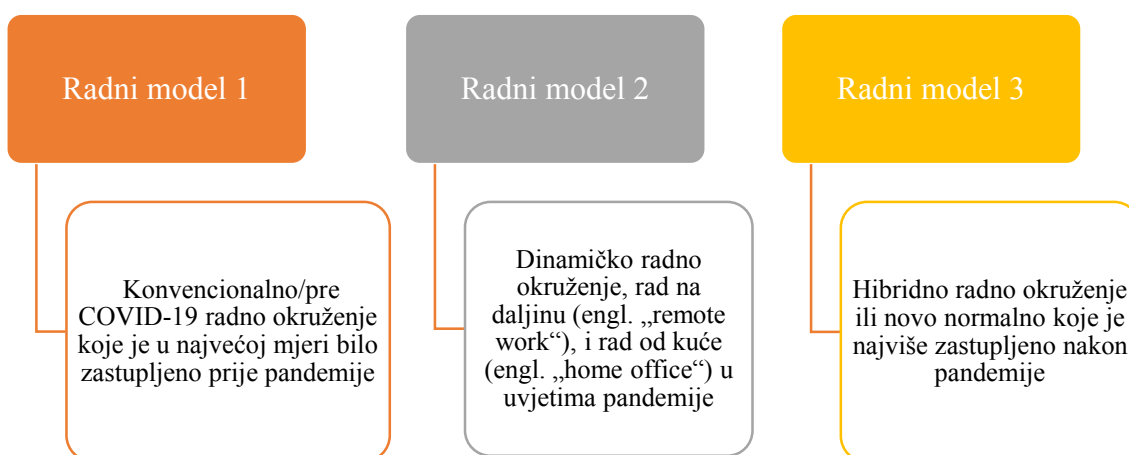 Radni model 1
Radni model 2
Radni model 3
Konvencionalno/pre
COVID-19 radno okruženje
koje je u najvećoj mjeri bilo
zastupljeno prije pandemije
Dinamičko radno
okruženje, rad na
daljinu (engl. „remote
work“), i rad od kuće
(engl. „home office“) u
uvjetima pandemije
Hibridno radno okruženje
ili novo normalno koje je
najviše zastupljeno nakon
pandemije